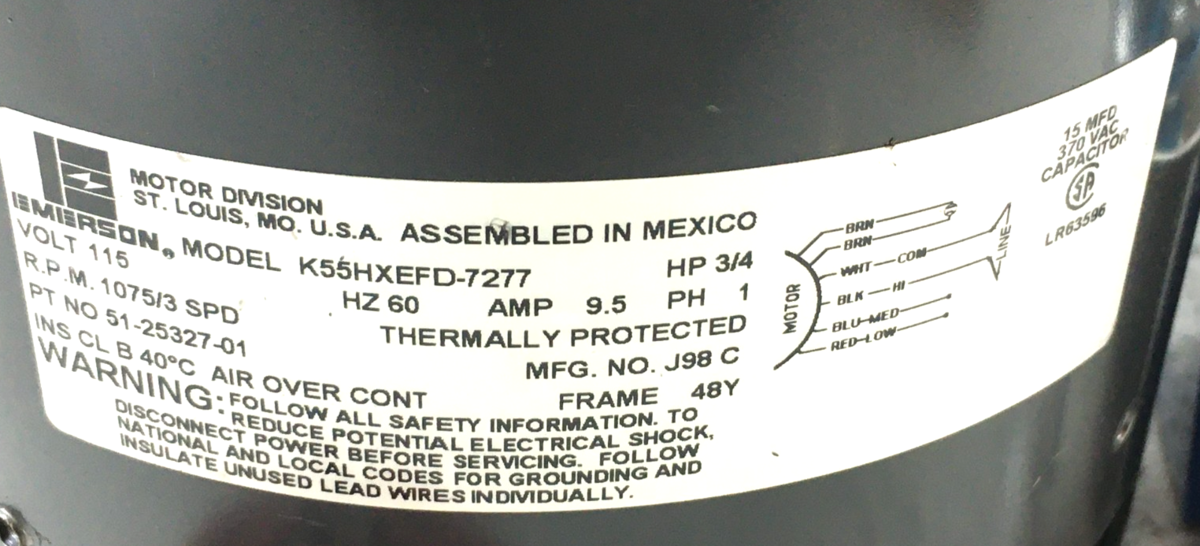 EMERSON®
MOTOR DIVISION
ST. LOUIS, MO. U.S.A. ASSEMBLED IN MEXICO
MODEL K55HXEFD-7277 HP 3/4
VOLT 115 HZ 60 AMP 9.5 PH 1
R.P.M. 1075/3 SPD THERMALLY PROTECTED
PT NO 51-25327-01 MFG. NO. J98 C
INS CL B 40°C AIR OVER CONT FRAME 48Y
WARNING: FOLLOW ALL SAFETY INFORMATION. TO
REDUCE POTENTIAL ELECTRICAL SHOCK,
DISCONNECT POWER BEFORE SERVICING. FOLLOW
NATIONAL AND LOCAL CODES FOR GROUNDING AND
INSULATE UNUSED LEAD WIRES INDIVIDUALLY.
MOTOR
BRN
BRN
WHT-COM
BLK-HI
BLU-MED
RED-LOW
LINE
15 MFD
370 VAC
CAPACITOR
SA
LR63596